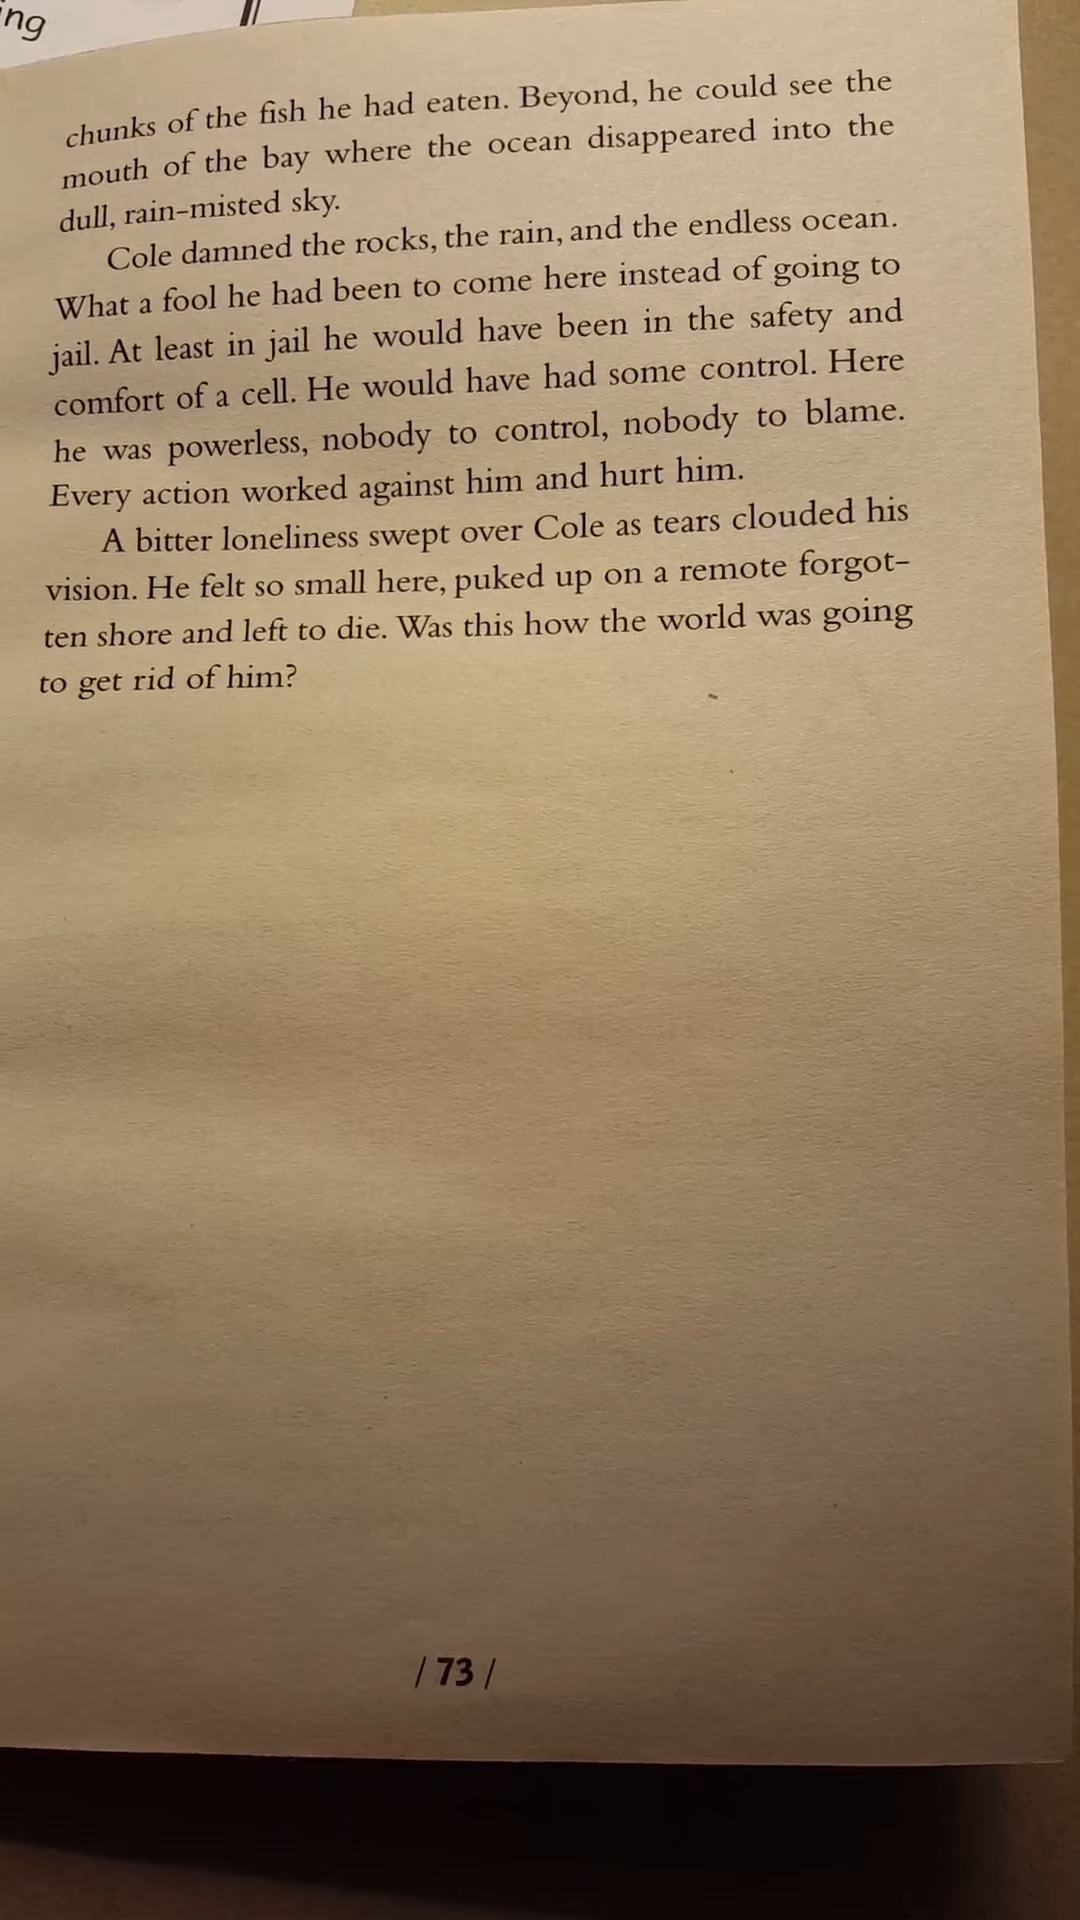 ing
chunks of the fish he had eaten. Beyond, he could see the
mouth of the bay where the ocean disappeared into the
dull, rain-misted sky.
Cole damned the rocks, the rain, and the endless ocean.
What a fool he had been to come here instead of going to
jail. At least in jail he would have been in the safety and
comfort of a cell. He would have had some control. Here
he was powerless, nobody to control, nobody to blame.
Every action worked against him and hurt him.
A bitter loneliness swept over Cole as tears clouded his
vision. He felt so small here, puked up on a remote forgot-
ten shore and left to die. Was this how the world was going
to get rid of him?
/ 73 /